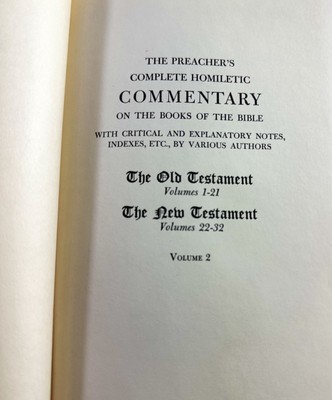 THE PREACHER'S
COMPLETE HOMILETIC
COMMENTARY
ON THE BOOKS OF THE BIBLE
WITH CRITICAL AND EXPLANATORY NOTES,
INDEXES, ETC., BY VARIOUS AUTHORS
The Old Testament
Volumes 1-21
The New Testament
Volumes 22-32
VOLUME 2